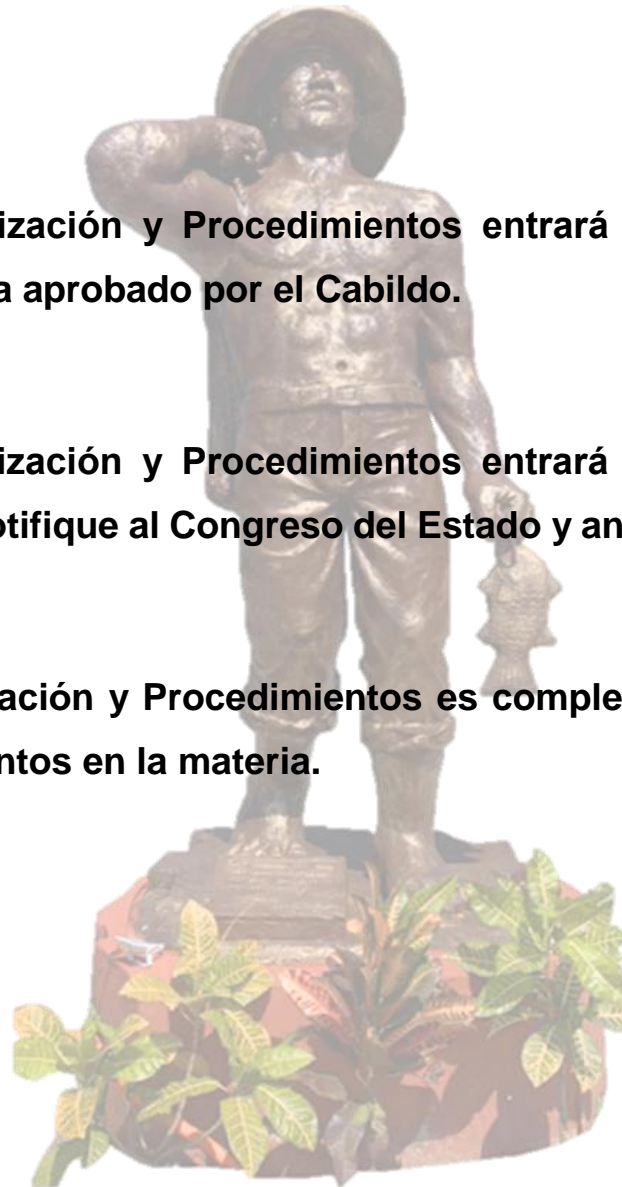 ización y Procedimientos entrará
a aprobado por el Cabildo.
ización y Procedimientos entrará
otifique al Congreso del Estado y an
ación y Procedimientos es comple
ntos en la materia.